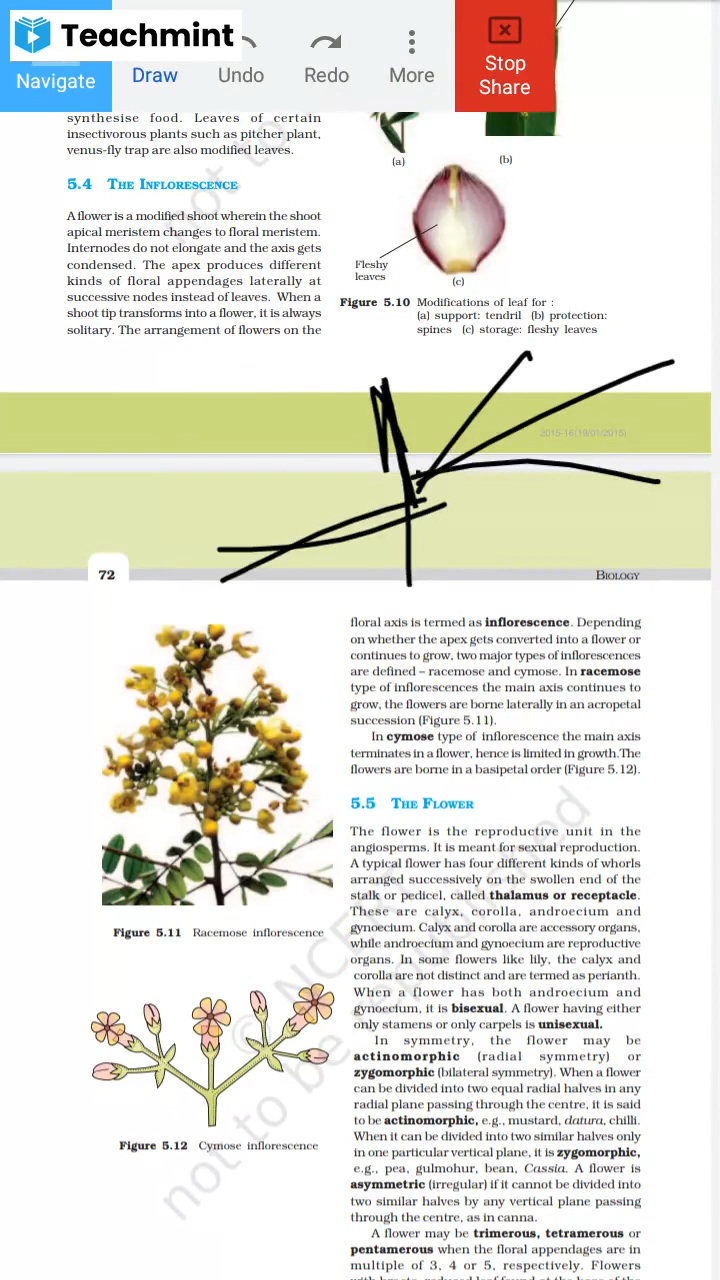 Teachmint
Navigate
Draw
Undo
Redo
More
Stop
Share
synthesise food. Leaves of certain
insectivorous plants such as pitcher plant,
venus-fly trap are also modified leaves.
5.4 THE INFLORESCENCE
A flower is a modified shoot wherein the shoot
apical meristem changes to floral meristem.
Internodes do not elongate and the axis gets
condensed. The apex produces different
kinds of floral appendages laterally at
successive nodes instead of leaves. When a
shoot tip transforms into a flower, it is always
solitary. The arrangement of flowers on the
(a)
(b)
Fleshy
leaves
(c)
Figure 5.10 Modifications of leaf for :
(a) support: tendril (b) protection:
spines (c) storage: fleshy leaves
2015-16(19/01/2015)
72
BIOLOGY
Figure 5.11 Racemose inflorescence
Figure 5.12 Cymose inflorescence
floral axis is termed as inflorescence. Depending
on whether the apex gets converted into a flower or
continues to grow, two major types of inflorescences
are defined – racemose and cymose. In racemose
type of inflorescences the main axis continues to
grow, the flowers are borne laterally in an acropetal
succession (Figure 5.11).
In cymose type of inflorescence the main axis
terminates in a flower, hence is limited in growth.The
flowers are borne in a basipetal order (Figure 5.12).
5.5 THE FLOWER
The flower is the reproductive unit in the
angiosperms. It is meant for sexual reproduction.
A typical flower has four different kinds of whorls
arranged successively on the swollen end of the
stalk or pedicel, called thalamus or receptacle.
These are calyx, corolla, androecium and
gynoecium. Calyx and corolla are accessory organs,
while androecium and gynoecium are reproductive
organs. In some flowers like lily, the calyx and
corolla are not distinct and are termed as perianth.
When a flower has both androecium and
gynoecium, it is bisexual. A flower having either
only stamens or only carpels is unisexual.
In symmetry, the flower may be
actinomorphic (radial symmetry) or
zygomorphic (bilateral symmetry). When a flower
can be divided into two equal radial halves in any
radial plane passing through the centre, it is said
to be actinomorphic, e.g., mustard, datura, chilli.
When it can be divided into two similar halves only
in one particular vertical plane, it is zygomorphic,
e.g., pea, gulmohur, bean, Cassia. A flower is
asymmetric (irregular) if it cannot be divided into
two similar halves by any vertical plane passing
through the centre, as in canna.
A flower may be trimerous, tetramerous or
pentamerous when the floral appendages are in
multiple of 3, 4 or 5, respectively. Flowers
not to
© NCERT
not to be republished